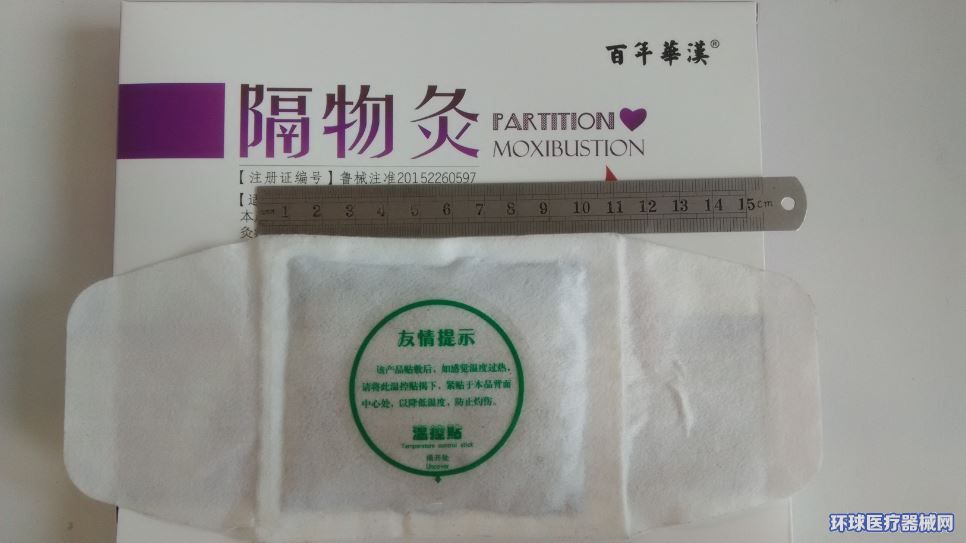 百年華漢®
隔物灸
PARTITION
MOXIBUSTION
【注册证编号】鲁械注准20152260597
1 2 3 4 5 6 7 8 9 10 11 12 13 14 15cm
友情提示
该产品贴敷后，如感觉温度过热，
请将此温控贴揭下，紧贴于本品背面
中心处，以降低温度，防止灼伤。
温控贴
Temperature control stick
揭开处
Uncover
环球医疗器械网